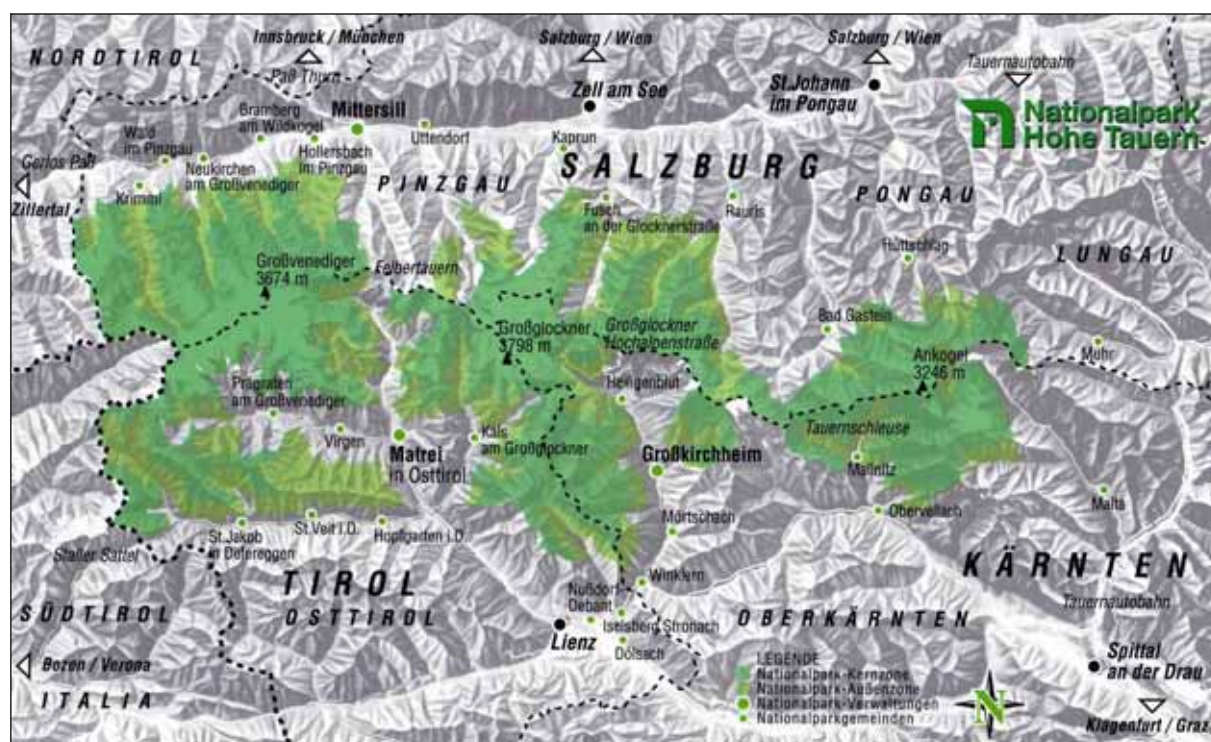 NORDTIROL
Innsbruck / München
Paß Thurn
Salzburg / Wien
Zell am See
Salzburg / Wien
St.Johann
im Pongau
Tauernautobahn
Nationalpark
Hohe Tauern
Bramberg
am Wildkogel
Mittersill
Uttendorf
Kaprun
Wald
im Pinzgau
Neukirchen
am Großvenediger
Hollersbach
im Pinzgau
Gerlos Paß
Zillertal
Krimml
PINZGAU
SALZBURG
PONGAU
Fusch
an der Glocknerstraße
Rauris
Hüttschlag
LUNGAU
Großvenediger
3674 m
Felbertauern
Großglockner
3798 m
Großglockner
Hochalpenstraße
Bad Gastein
Ankogel
3246 m
Muhr
Prägraten
am Großvenediger
Heiligenblut
Virgen
Matrei
in Osttirol
Kals
am Großglockner
Tauernschleuse
Großkirchheim
Mallnitz
Malta
Obervellach
Mörtschach
St.Jakob
in Defereggen
St.Veit i.D.
Hopfgarten i.D.
Staller Sattel
TIROL
OSTTIROL
KÄRNTEN
Winklern
Nußdorf-
Debant
SÜDTIROL
OBERKÄRNTEN
Tauernautobahn
Iselsberg Stronach
Lienz
Dölsach
Bozen / Verona
ITALIA
LEGENDE
Nationalpark-Kernzone
Nationalpark-Außenzone
Nationalpark-Verwaltungen
Nationalparkgemeinden
N
Spittal
an der Drau
Klagenfurt / Graz